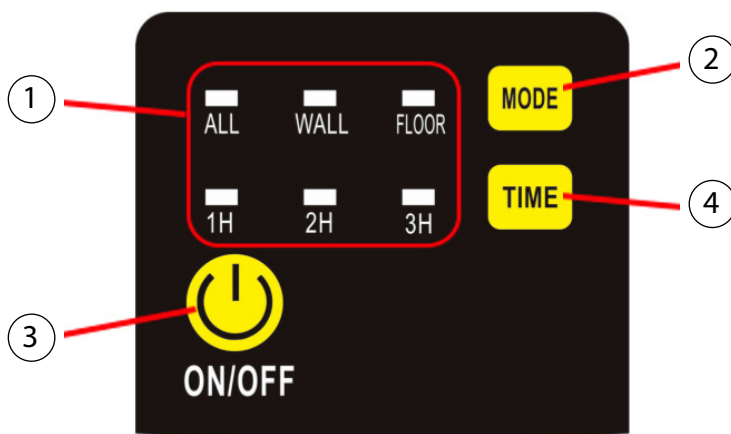 1
ALL WALL FLOOR
MODE
2
1H 2H 3H
TIME
4
3
ON/OFF